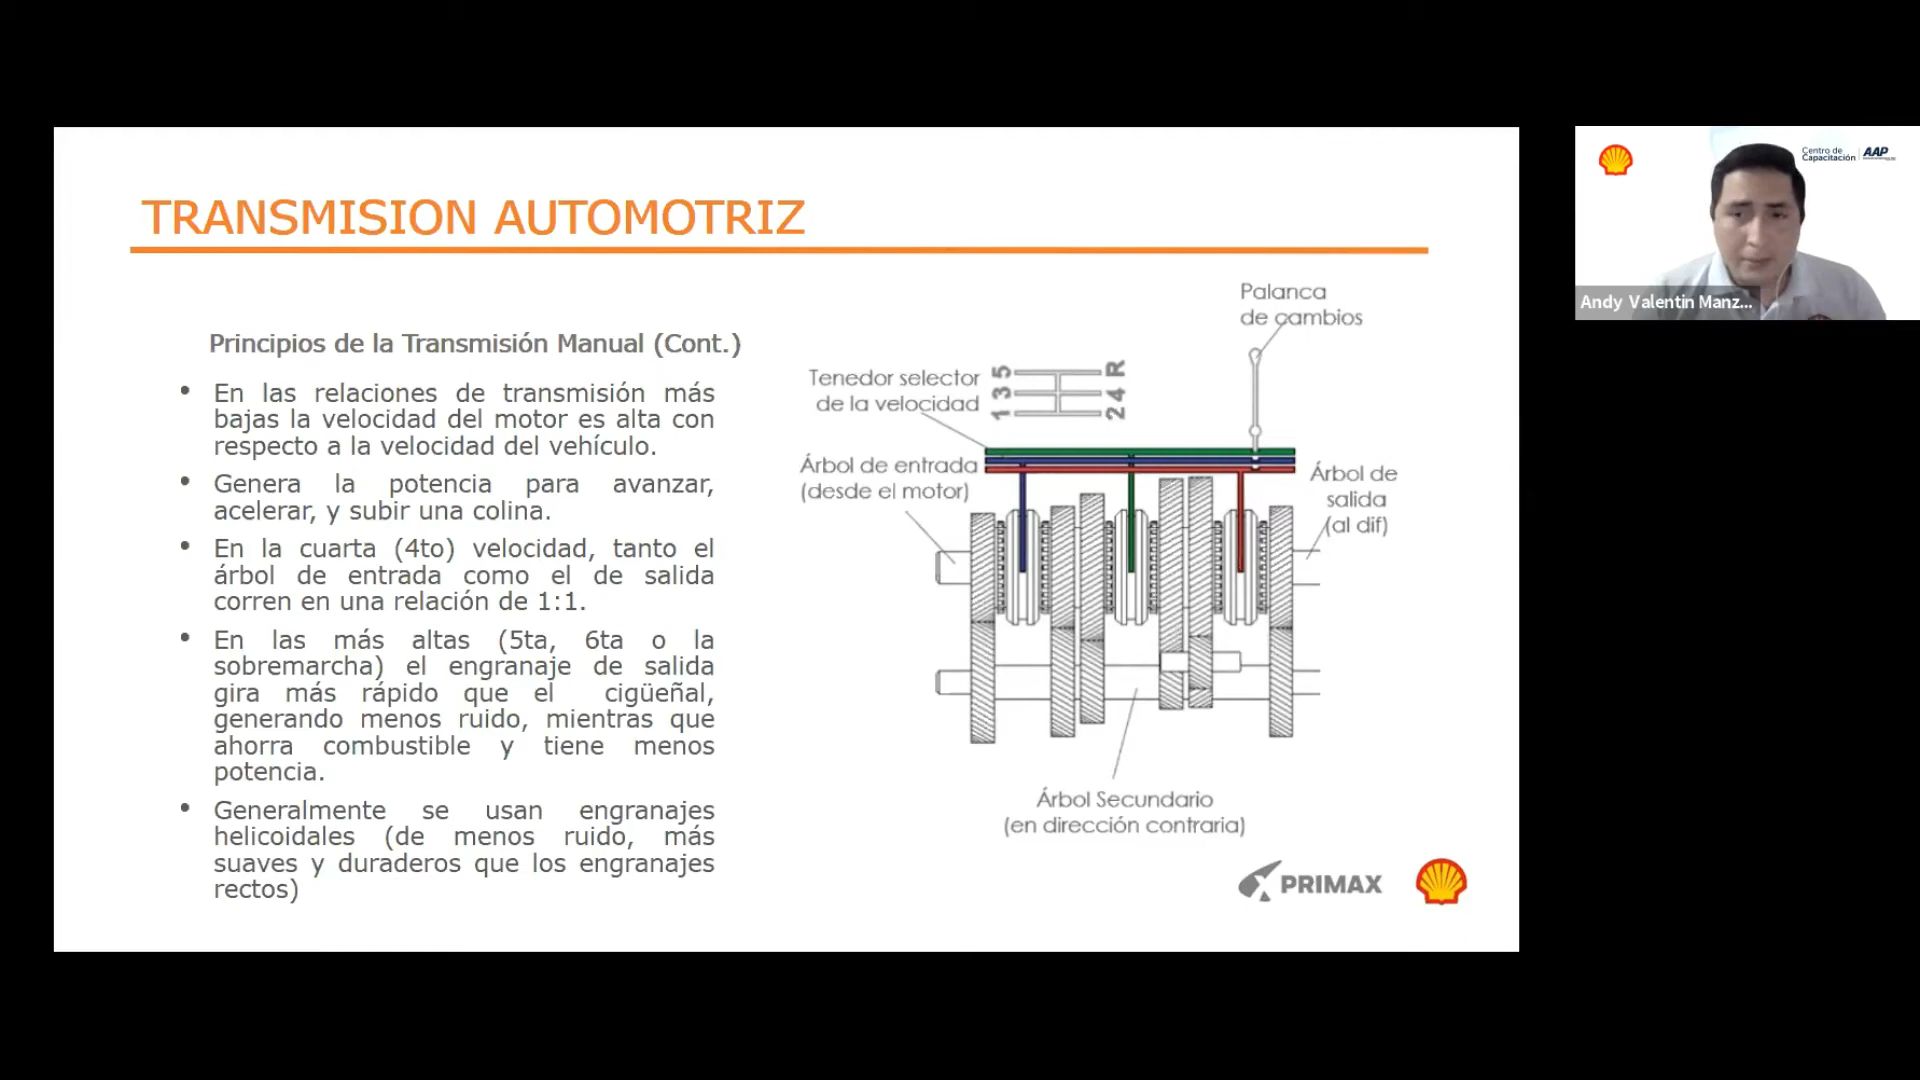 TRANSMISION AUTOMOTRIZ
Principios de la Transmisión Manual (Cont.)
• En las relaciones de transmisión más
bajas la velocidad del motor es alta con
respecto a la velocidad del vehículo.
• Genera la potencia para avanzar,
acelerar, y subir una colina.
• En la cuarta (4to) velocidad, tanto el
árbol de entrada como el de salida
corren en una relación de 1:1.
• En las más altas (5ta, 6ta o la
sobremarcha) el engranaje de salida
gira más rápido que el cigüeñal,
generando menos ruido, mientras que
ahorra combustible y tiene menos
potencia.
• Generalmente se usan engranajes
helicoidales (de menos ruido, más
suaves y duraderos que los engranajes
rectos)
Palanca
de cambios
Tenedor selector
de la velocidad
1 3 5
2 4 R
Árbol de entrada
(desde el motor)
Árbol de
salida
(al dif)
Árbol Secundario
(en dirección contraria)
PRIMAX
Centro de
Capacitación
AAP
Andy Valentin Manz...